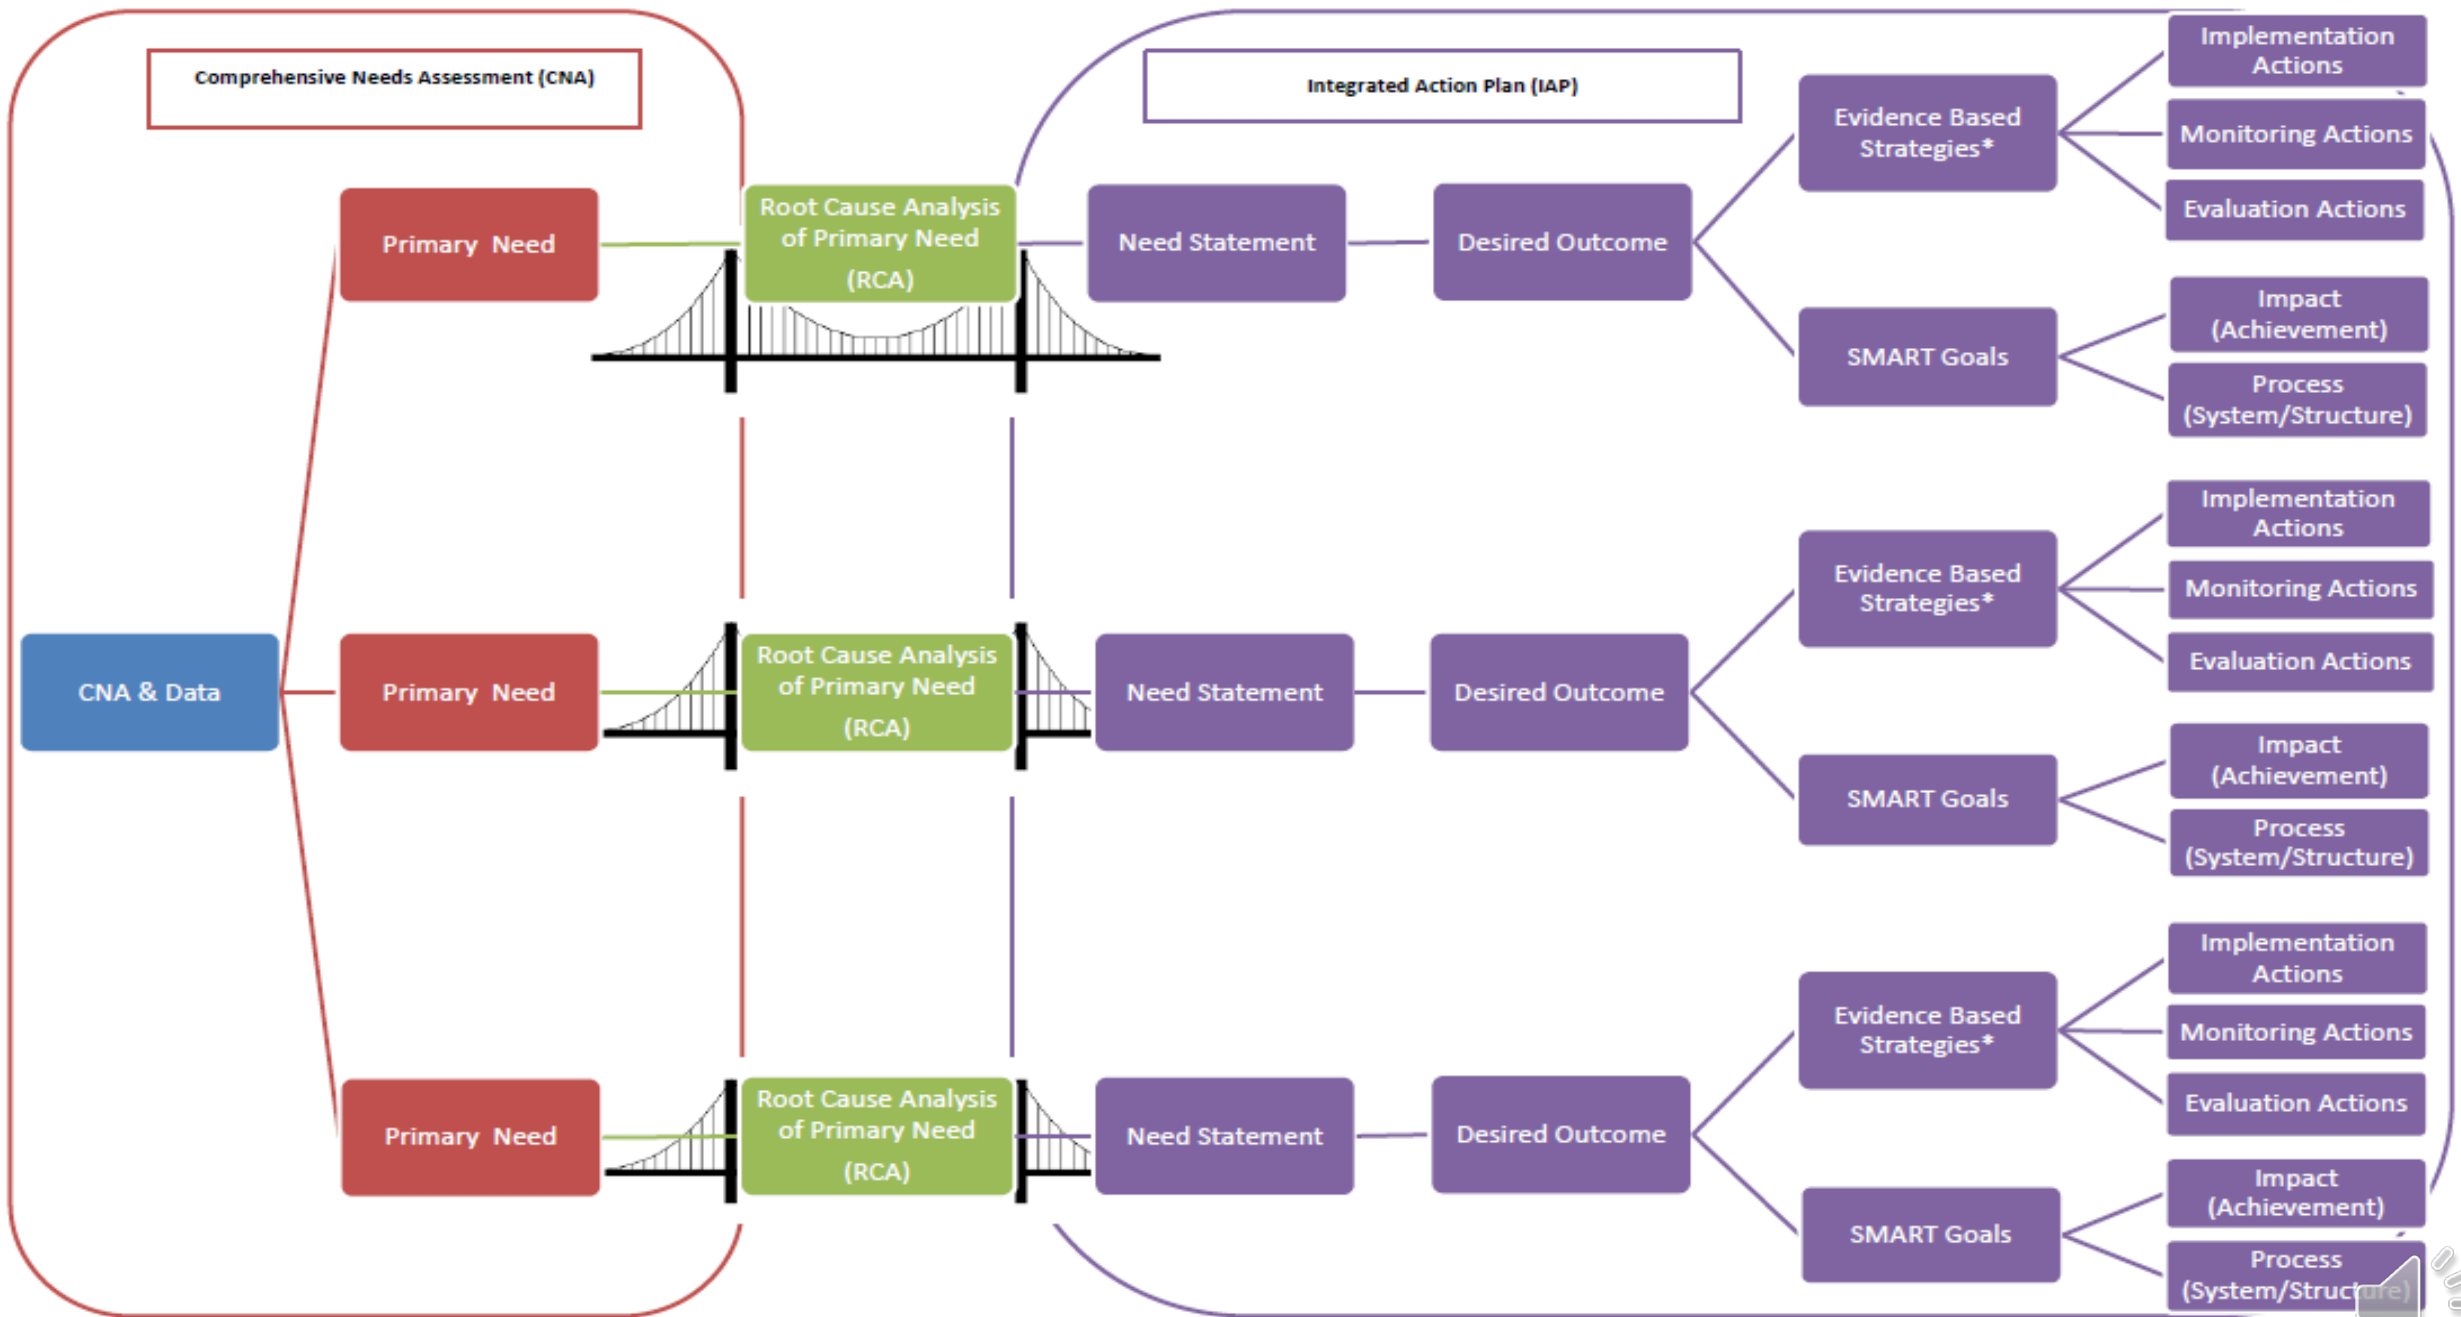 Comprehensive Needs Assessment (CNA)
Integrated Action Plan (IAP)
CNA & Data
Primary Need
Root Cause Analysis
of Primary Need
(RCA)
Need Statement
Desired Outcome
Evidence Based
Strategies*
Implementation
Actions
Monitoring Actions
Evaluation Actions
SMART Goals
Impact
(Achievement)
Process
(System/Structure)
Primary Need
Root Cause Analysis
of Primary Need
(RCA)
Need Statement
Desired Outcome
Evidence Based
Strategies*
Implementation
Actions
Monitoring Actions
Evaluation Actions
SMART Goals
Impact
(Achievement)
Process
(System/Structure)
Primary Need
Root Cause Analysis
of Primary Need
(RCA)
Need Statement
Desired Outcome
Evidence Based
Strategies*
Implementation
Actions
Monitoring Actions
Evaluation Actions
SMART Goals
Impact
(Achievement)
Process
(System/Structure)